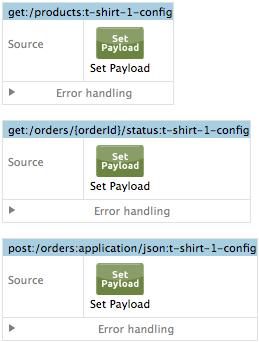 get:/products:t-shirt-1-config
Source
Set
Payload
Set Payload
Error handling
get:/orders/{orderId}/status:t-shirt-1-config
Source
Set
Payload
Set Payload
Error handling
post:/orders:application/json:t-shirt-1-config
Source
Set
Payload
Set Payload
Error handling